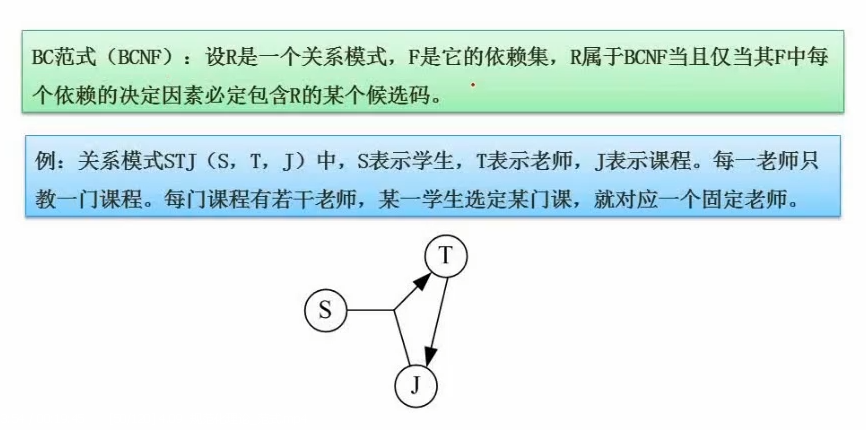 BC范式（BCNF）：设R是一个关系模式，F是它的依赖集，R属于BCNF当且仅当其F中每
个依赖的决定因素必定包含R的某个候选码。
例：关系模式STJ（S，T，J）中，S表示学生，T表示老师，J表示课程。每一老师只
教一门课程。每门课程有若干老师，某一学生选定某门课，就对应一个固定老师。
T
S
J